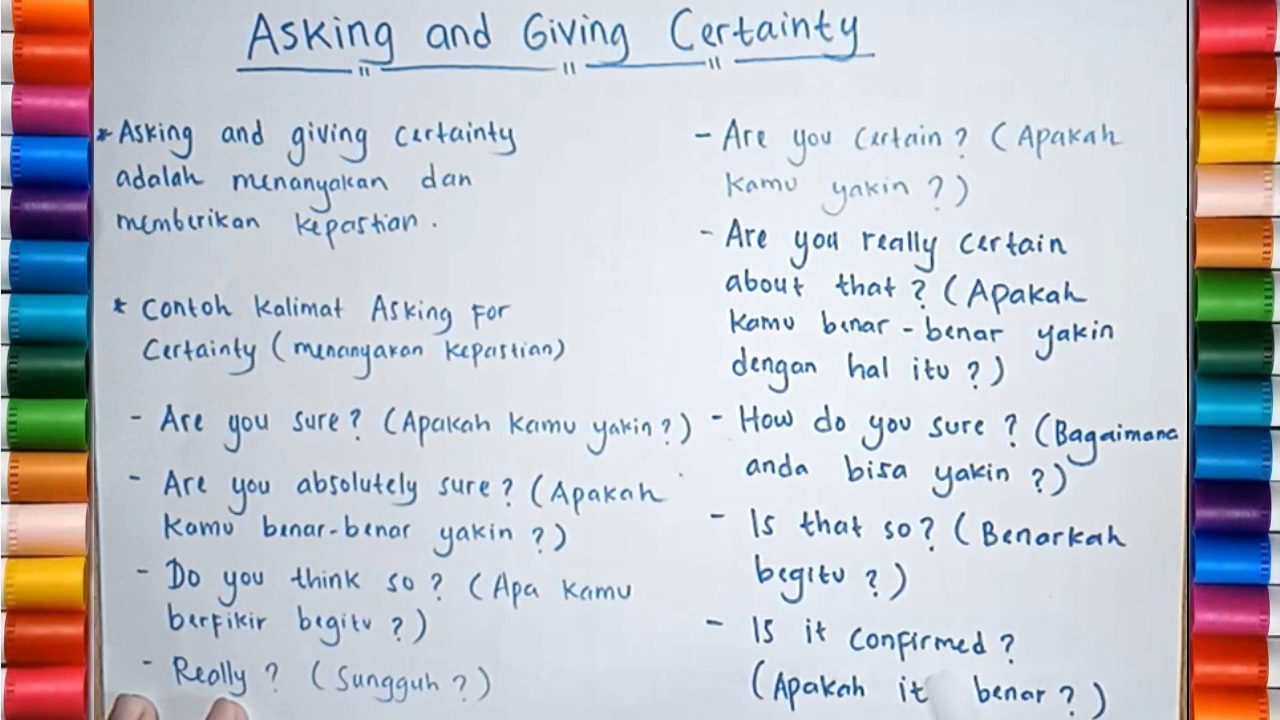 Asking and Giving Certainty
* Asking and giving certainty
adalah menanyakan dan
memberikan kepastian.
* Contoh Kalimat Asking For
Certainty (menanyakan kepastian)
- Are you sure? (Apakah kamu yakin?)
- Are you absolutely sure? (Apakah
kamu benar-benar yakin?)
- Do you think so? (Apa kamu
berfikir begitu?)
- Really? (Sungguh?)
- Are you certain? (Apakah
kamu yakin?)
- Are you really certain
about that? (Apakah
kamu benar-benar yakin
dengan hal itu?)
- How do you sure? (Bagaimana
anda bisa yakin?)
- Is that so? (Benarkah
begitu?)
- Is it confirmed?
(Apakah it benar?)